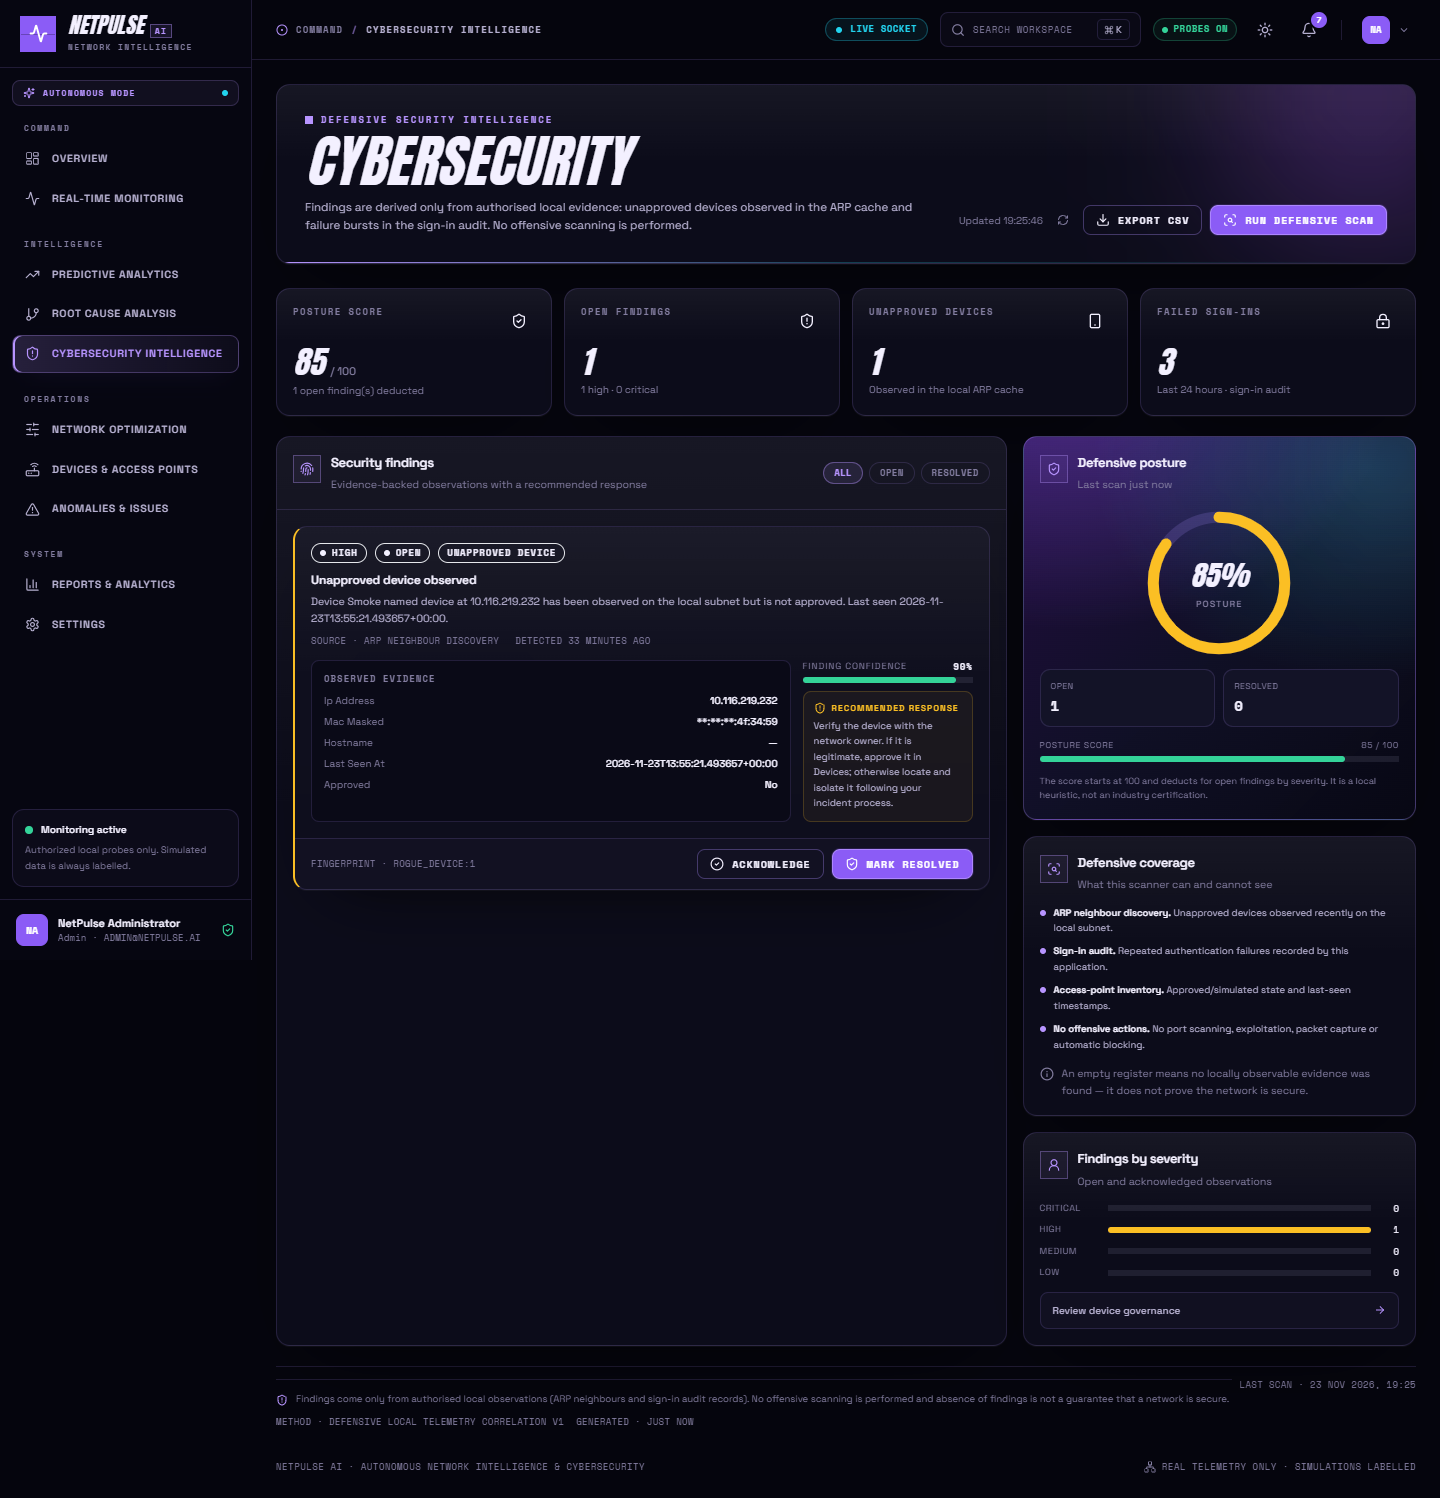 NETPULSE AI
NETWORK INTELLIGENCE
AUTONOMOUS MODE
COMMAND
OVERVIEW
REAL-TIME MONITORING
INTELLIGENCE
PREDICTIVE ANALYTICS
ROOT CAUSE ANALYSIS
CYBERSECURITY INTELLIGENCE
OPERATIONS
NETWORK OPTIMIZATION
DEVICES & ACCESS POINTS
ANOMALIES & ISSUES
SYSTEM
REPORTS & ANALYTICS
SETTINGS
Monitoring active
Authorized local probes only. Simulated
data is always labelled.
NA
NetPulse Administrator
Admin · ADMIN@NETPULSE.AI
COMMAND / CYBERSECURITY INTELLIGENCE
LIVE SOCKET
SEARCH WORKSPACE
⌘K
PROBES ON
7
NA
DEFENSIVE SECURITY INTELLIGENCE
CYBERSECURITY
Findings are derived only from authorised local evidence: unapproved devices observed in the ARP cache and
failure bursts in the sign-in audit. No offensive scanning is performed.
Updated 19:25:46
EXPORT CSV
RUN DEFENSIVE SCAN
POSTURE SCORE
85 / 100
1 open finding(s) deducted
OPEN FINDINGS
1
1 high · 0 critical
UNAPPROVED DEVICES
1
Observed in the local ARP cache
FAILED SIGN-INS
3
Last 24 hours · sign-in audit
Security findings
Evidence-backed observations with a recommended response
ALL
OPEN
RESOLVED
HIGH
OPEN
UNAPPROVED DEVICE
Unapproved device observed
Device Smoke named device at 10.116.219.232 has been observed on the local subnet but is not approved. Last seen 2026-11-
23T13:55:21.493657+00:00.
SOURCE · ARP NEIGHBOUR DISCOVERY DETECTED 33 MINUTES AGO
OBSERVED EVIDENCE
Ip Address 10.116.219.232
Mac Masked **:**:**:4f:34:59
Hostname —
Last Seen At 2026-11-23T13:55:21.493657+00:00
Approved No
FINDING CONFIDENCE 90%
RECOMMENDED RESPONSE
Verify the device with the
network owner. If it is
legitimate, approve it in
Devices; otherwise locate and
isolate it following your
incident process.
FINGERPRINT · ROGUE_DEVICE:1
ACKNOWLEDGE
MARK RESOLVED
Defensive posture
Last scan just now
85%
POSTURE
OPEN
1
RESOLVED
0
POSTURE SCORE 85 / 100
The score starts at 100 and deducts for open findings by severity. It is a local
heuristic, not an industry certification.
Defensive coverage
What this scanner can and cannot see
ARP neighbour discovery. Unapproved devices observed recently on the
local subnet.
Sign-in audit. Repeated authentication failures recorded by this
application.
Access-point inventory. Approved/simulated state and last-seen
timestamps.
No offensive actions. No port scanning, exploitation, packet capture or
automatic blocking.
An empty register means no locally observable evidence was
found — it does not prove the network is secure.
Findings by severity
Open and acknowledged observations
CRITICAL 0
HIGH 1
MEDIUM 0
LOW 0
Review device governance
Findings come only from authorised local observations (ARP neighbours and sign-in audit records). No offensive scanning is performed and absence of findings is not a guarantee that a network is secure.
LAST SCAN · 23 NOV 2026, 19:25
METHOD · DEFENSIVE LOCAL TELEMETRY CORRELATION V1 GENERATED · JUST NOW
NETPULSE AI · AUTONOMOUS NETWORK INTELLIGENCE & CYBERSECURITY
REAL TELEMETRY ONLY · SIMULATIONS LABELLED